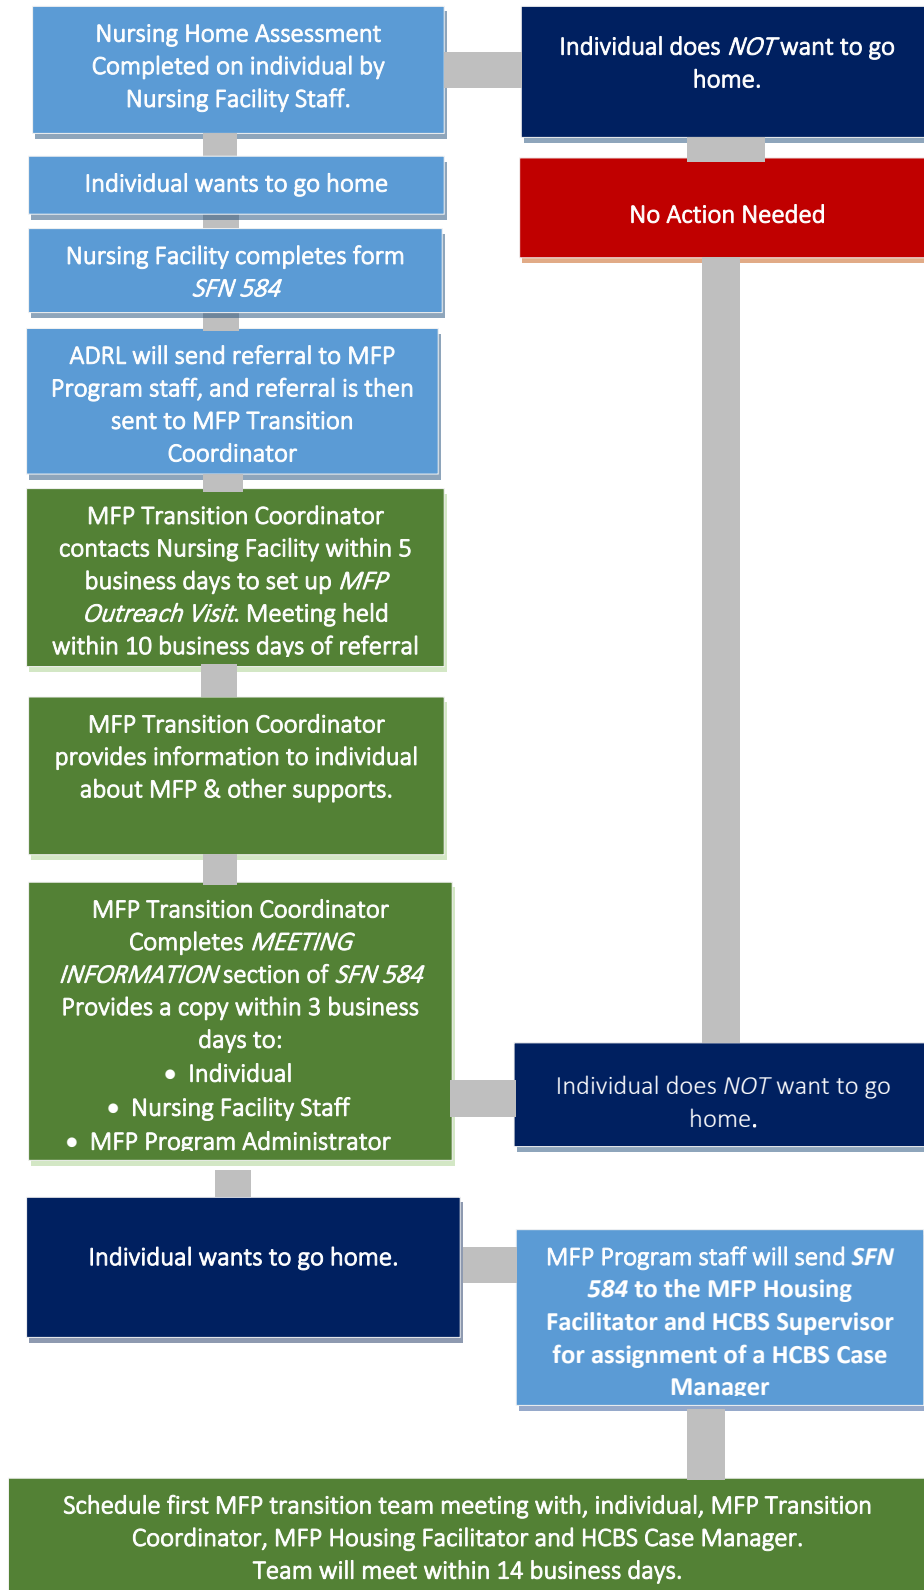 Nursing Home Assessment
Completed on individual by
Nursing Facility Staff.
Individual does NOT want to go
home.
Individual wants to go home
No Action Needed
Nursing Facility completes form
SFN 584
ADRL will send referral to MFP
Program staff, and referral is then
sent to MFP Transition
Coordinator
MFP Transition Coordinator
contacts Nursing Facility within 5
business days to set up MFP
Outreach Visit. Meeting held
within 10 business days of referral
MFP Transition Coordinator
provides information to individual
about MFP & other supports.
MFP Transition Coordinator
Completes MEETING
INFORMATION section of SFN 584
Provides a copy within 3 business
days to:
• Individual
• Nursing Facility Staff
• MFP Program Administrator
Individual does NOT want to go
home.
Individual wants to go home.
MFP Program staff will send SFN
584 to the MFP Housing
Facilitator and HCBS Supervisor
for assignment of a HCBS Case
Manager
Schedule first MFP transition team meeting with, individual, MFP Transition
Coordinator, MFP Housing Facilitator and HCBS Case Manager.
Team will meet within 14 business days.